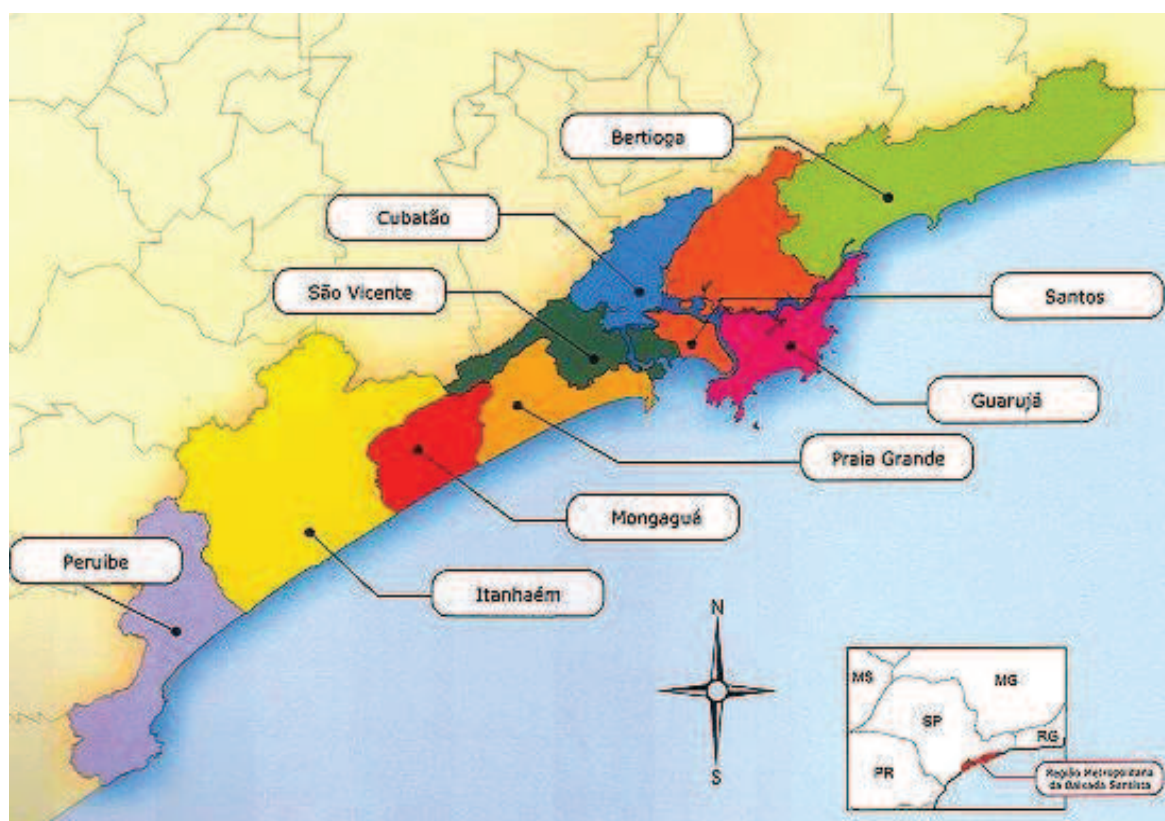 Bertioga
Cubatão
São Vicente
Santos
Guarujá
Praia Grande
Mongaguá
Peruíbe
Itanhaém
N
S
MS
MG
SP
RG
PR
Região Metropolitana
da Baixada Santista